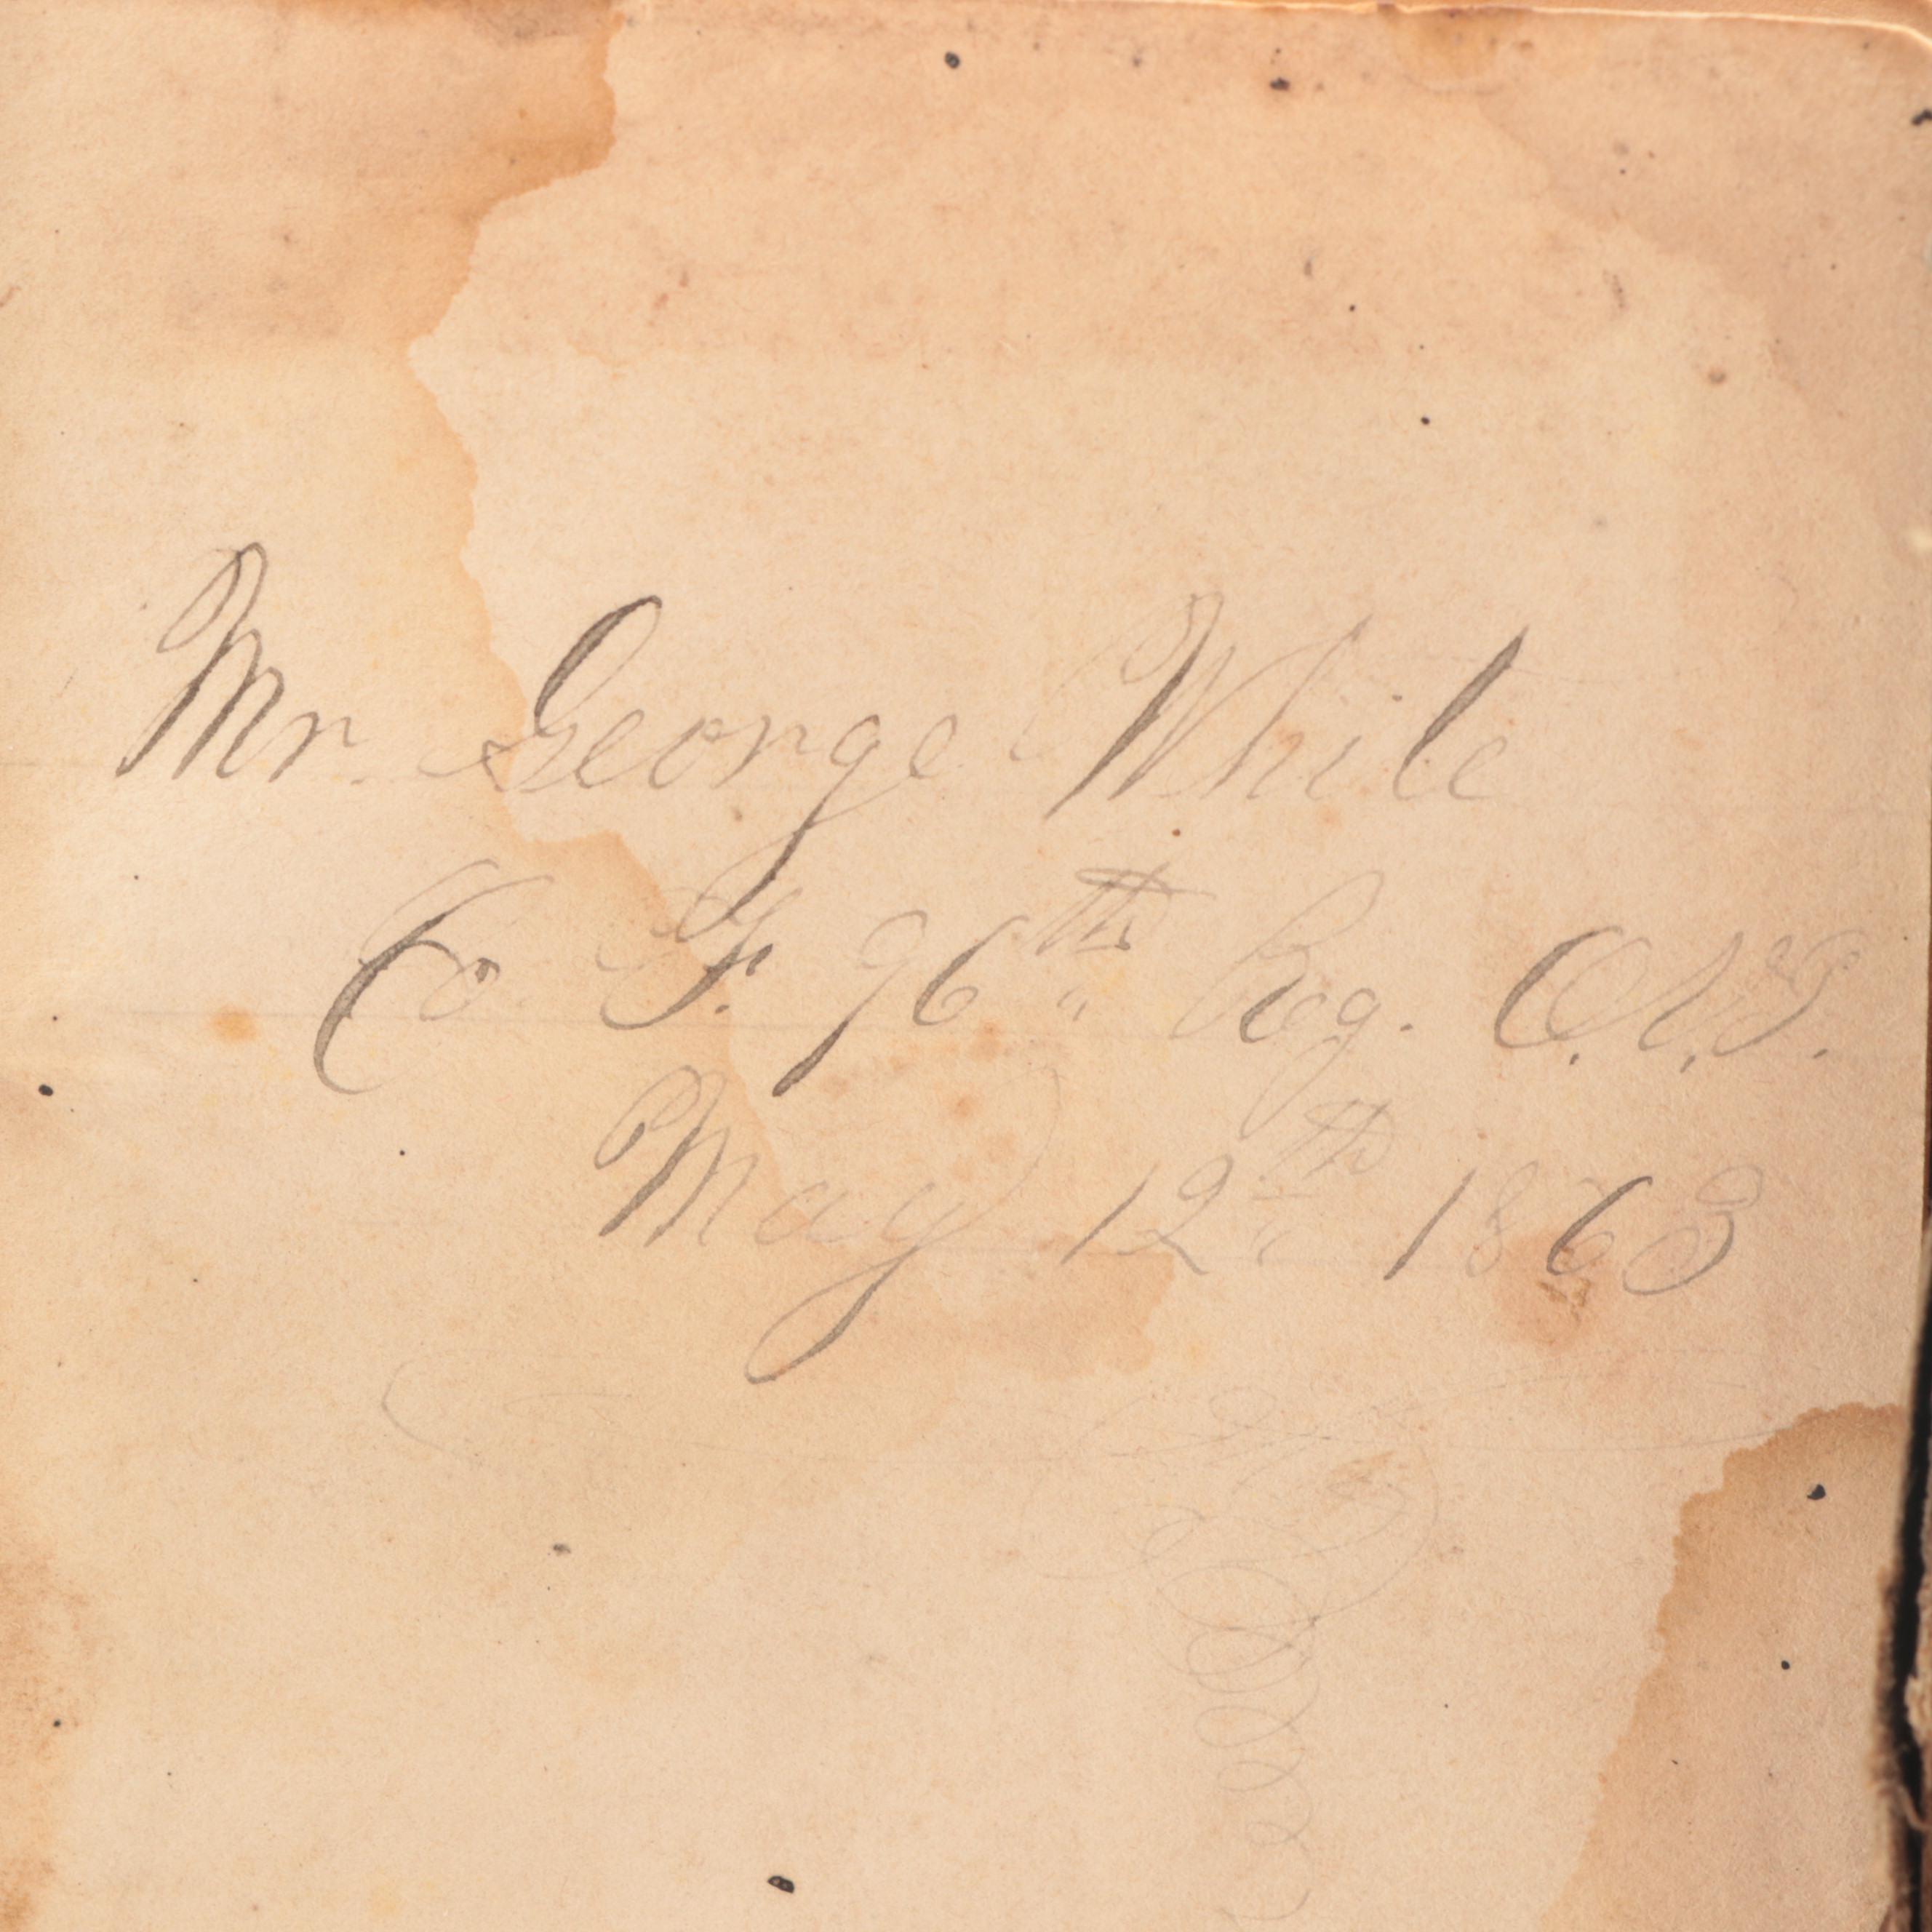 Mr. George White
Co. F. 96th Reg. O.V.I.
May 12th 1863